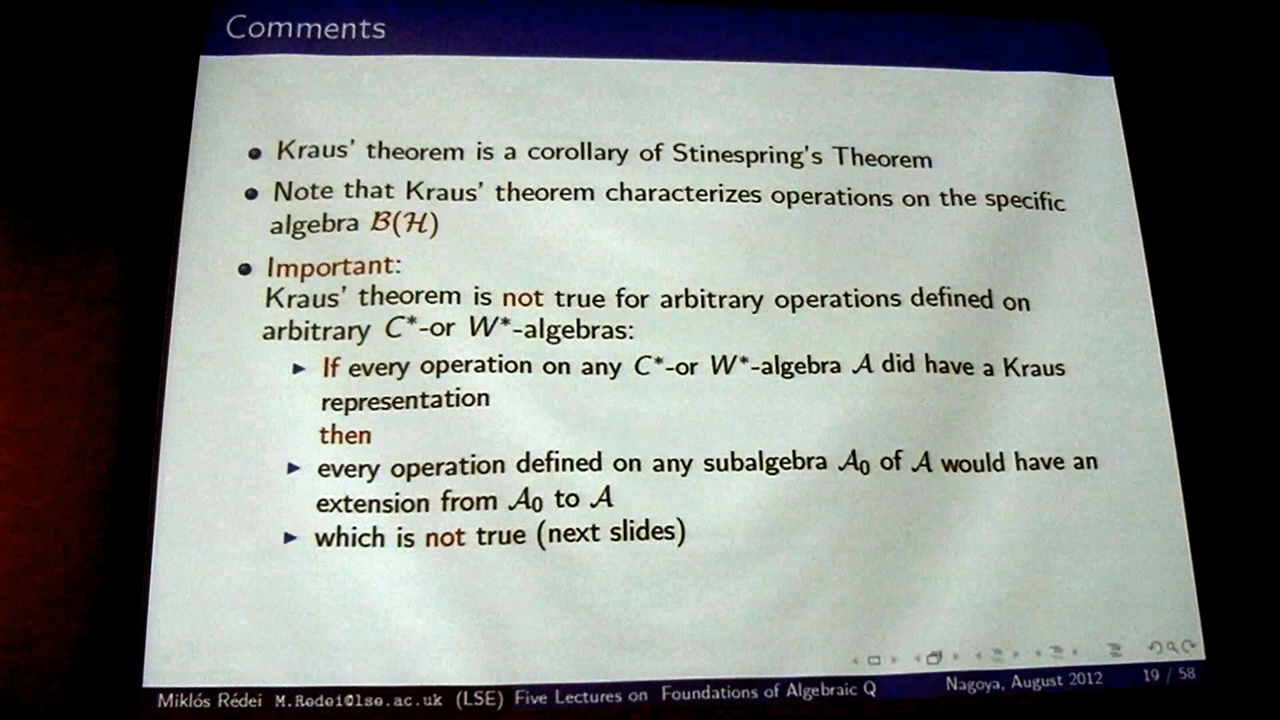 Comments
• Kraus' theorem is a corollary of Stinespring's Theorem
• Note that Kraus' theorem characterizes operations on the specific
algebra B(H)
• Important:
Kraus' theorem is not true for arbitrary operations defined on
arbitrary C*-or W*-algebras:
▶ If every operation on any C*-or W*-algebra A did have a Kraus
representation
then
▶ every operation defined on any subalgebra A₀ of A would have an
extension from A₀ to A
▶ which is not true (next slides)
Miklós Rédei M.Redei@lse.ac.uk (LSE) Five Lectures on Foundations of Algebraic Q Nagoya, August 2012 19 / 58